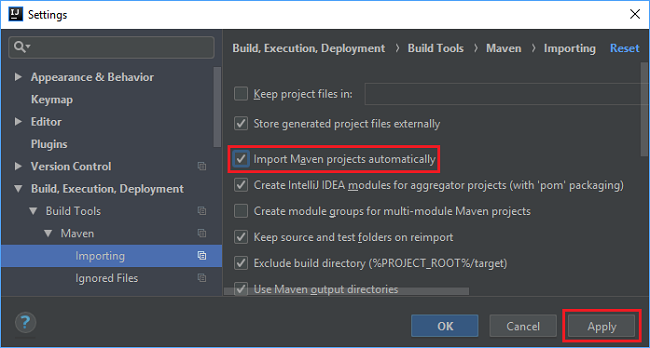 IJ Settings
Build, Execution, Deployment > Build Tools > Maven > Importing Reset
Appearance & Behavior
Keymap
Editor
Plugins
Version Control
Build, Execution, Deployment
Build Tools
Maven
Importing
Ignored Files
Keep project files in:
Store generated project files externally
Import Maven projects automatically
Create IntelliJ IDEA modules for aggregator projects (with 'pom' packaging)
Create module groups for multi-module Maven projects
Keep source and test folders on reimport
Exclude build directory (%PROJECT_ROOT%/target)
Use Maven output directories
?
OK Cancel Apply